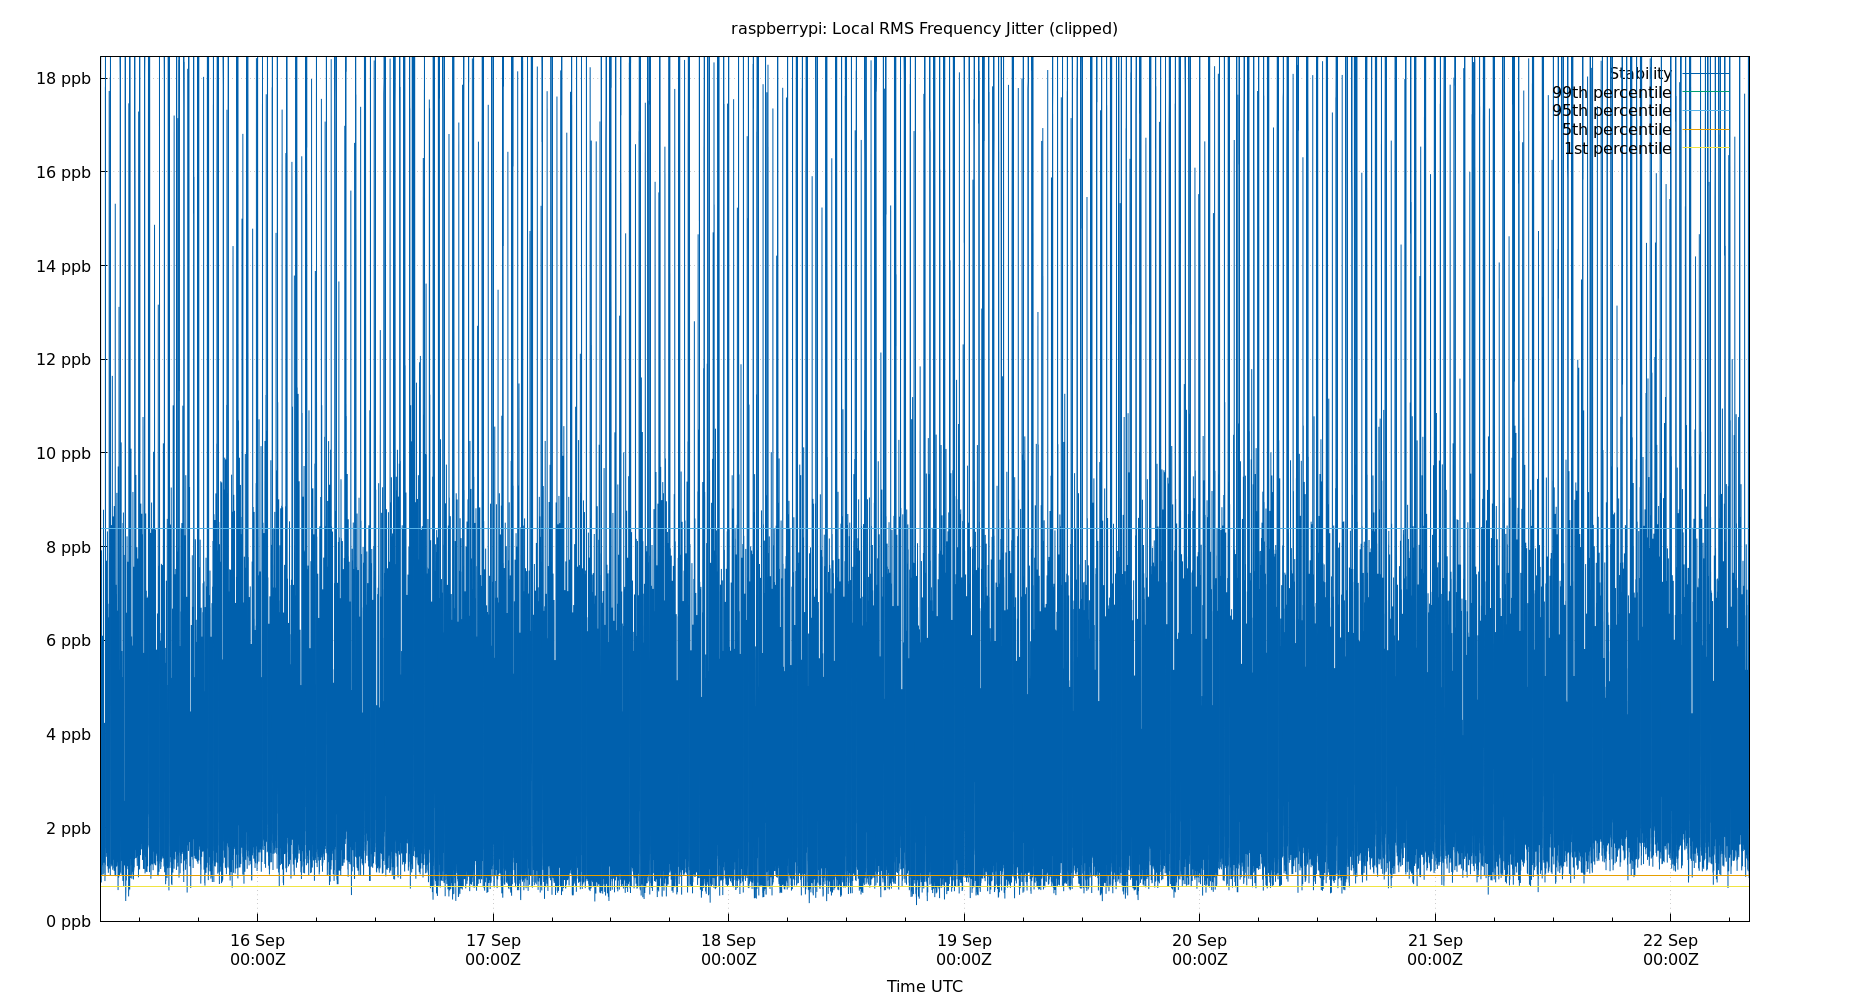 raspberrypi: Local RMS Frequency Jitter (clipped)
18 ppb
Stability
99th percentile
95th percentile
5th percentile
1st percentile
16 ppb
14 ppb
12 ppb
10 ppb
8 ppb
6 ppb
4 ppb
2 ppb
0 ppb
16 Sep 17 Sep 18 Sep 19 Sep 20 Sep 21 Sep 22 Sep
00:00Z 00:00Z 00:00Z 00:00Z 00:00Z 00:00Z 00:00Z
Time UTC